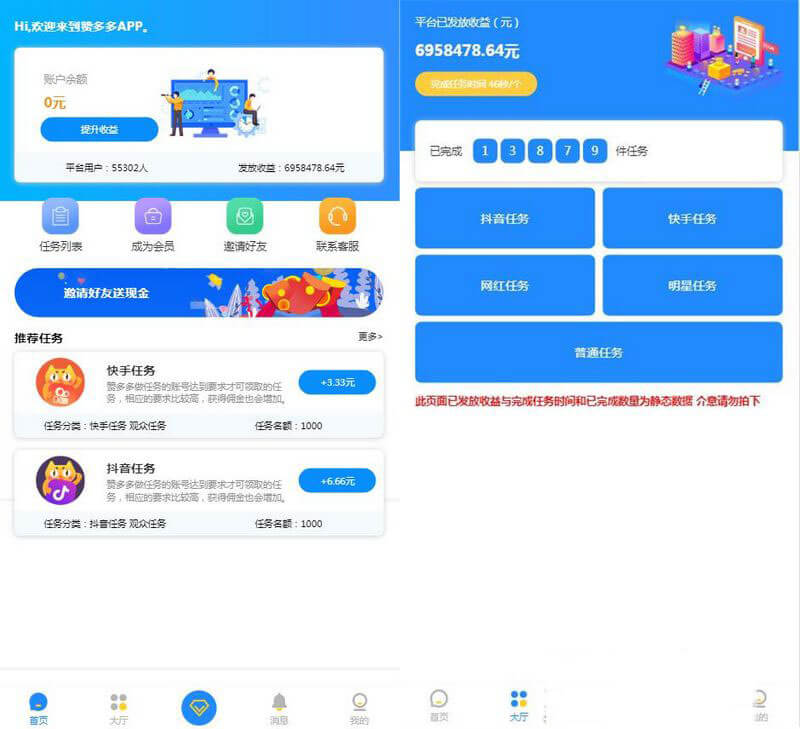 Hi,欢迎来到赞多多APP。
账户余额
0元
提升收益
平台用户：55302人
发放收益：6958478.64元
任务列表
成为会员
邀请好友
联系客服
邀请好友送现金
推荐任务
更多>
快手任务
赞多多做任务的账号达到要求才可领取的任
务，相应的要求比较高，获得佣金也会增加。
+3.33元
任务分类：快手任务 观众任务
任务名额：1000
抖音任务
赞多多做任务的账号达到要求才可领取的任
务，相应的要求比较高，获得佣金也会增加。
+6.66元
任务分类：抖音任务 观众任务
任务名额：1000
首页
大厅
消息
我的
平台已发放收益（元）
6958478.64元
完成任务时间 46秒/个
已完成 1 3 8 7 9 件任务
抖音任务
快手任务
网红任务
明星任务
普通任务
此页面已发放收益与完成任务时间和已完成数量为静态数据 介意请勿拍下
首页
大厅
的